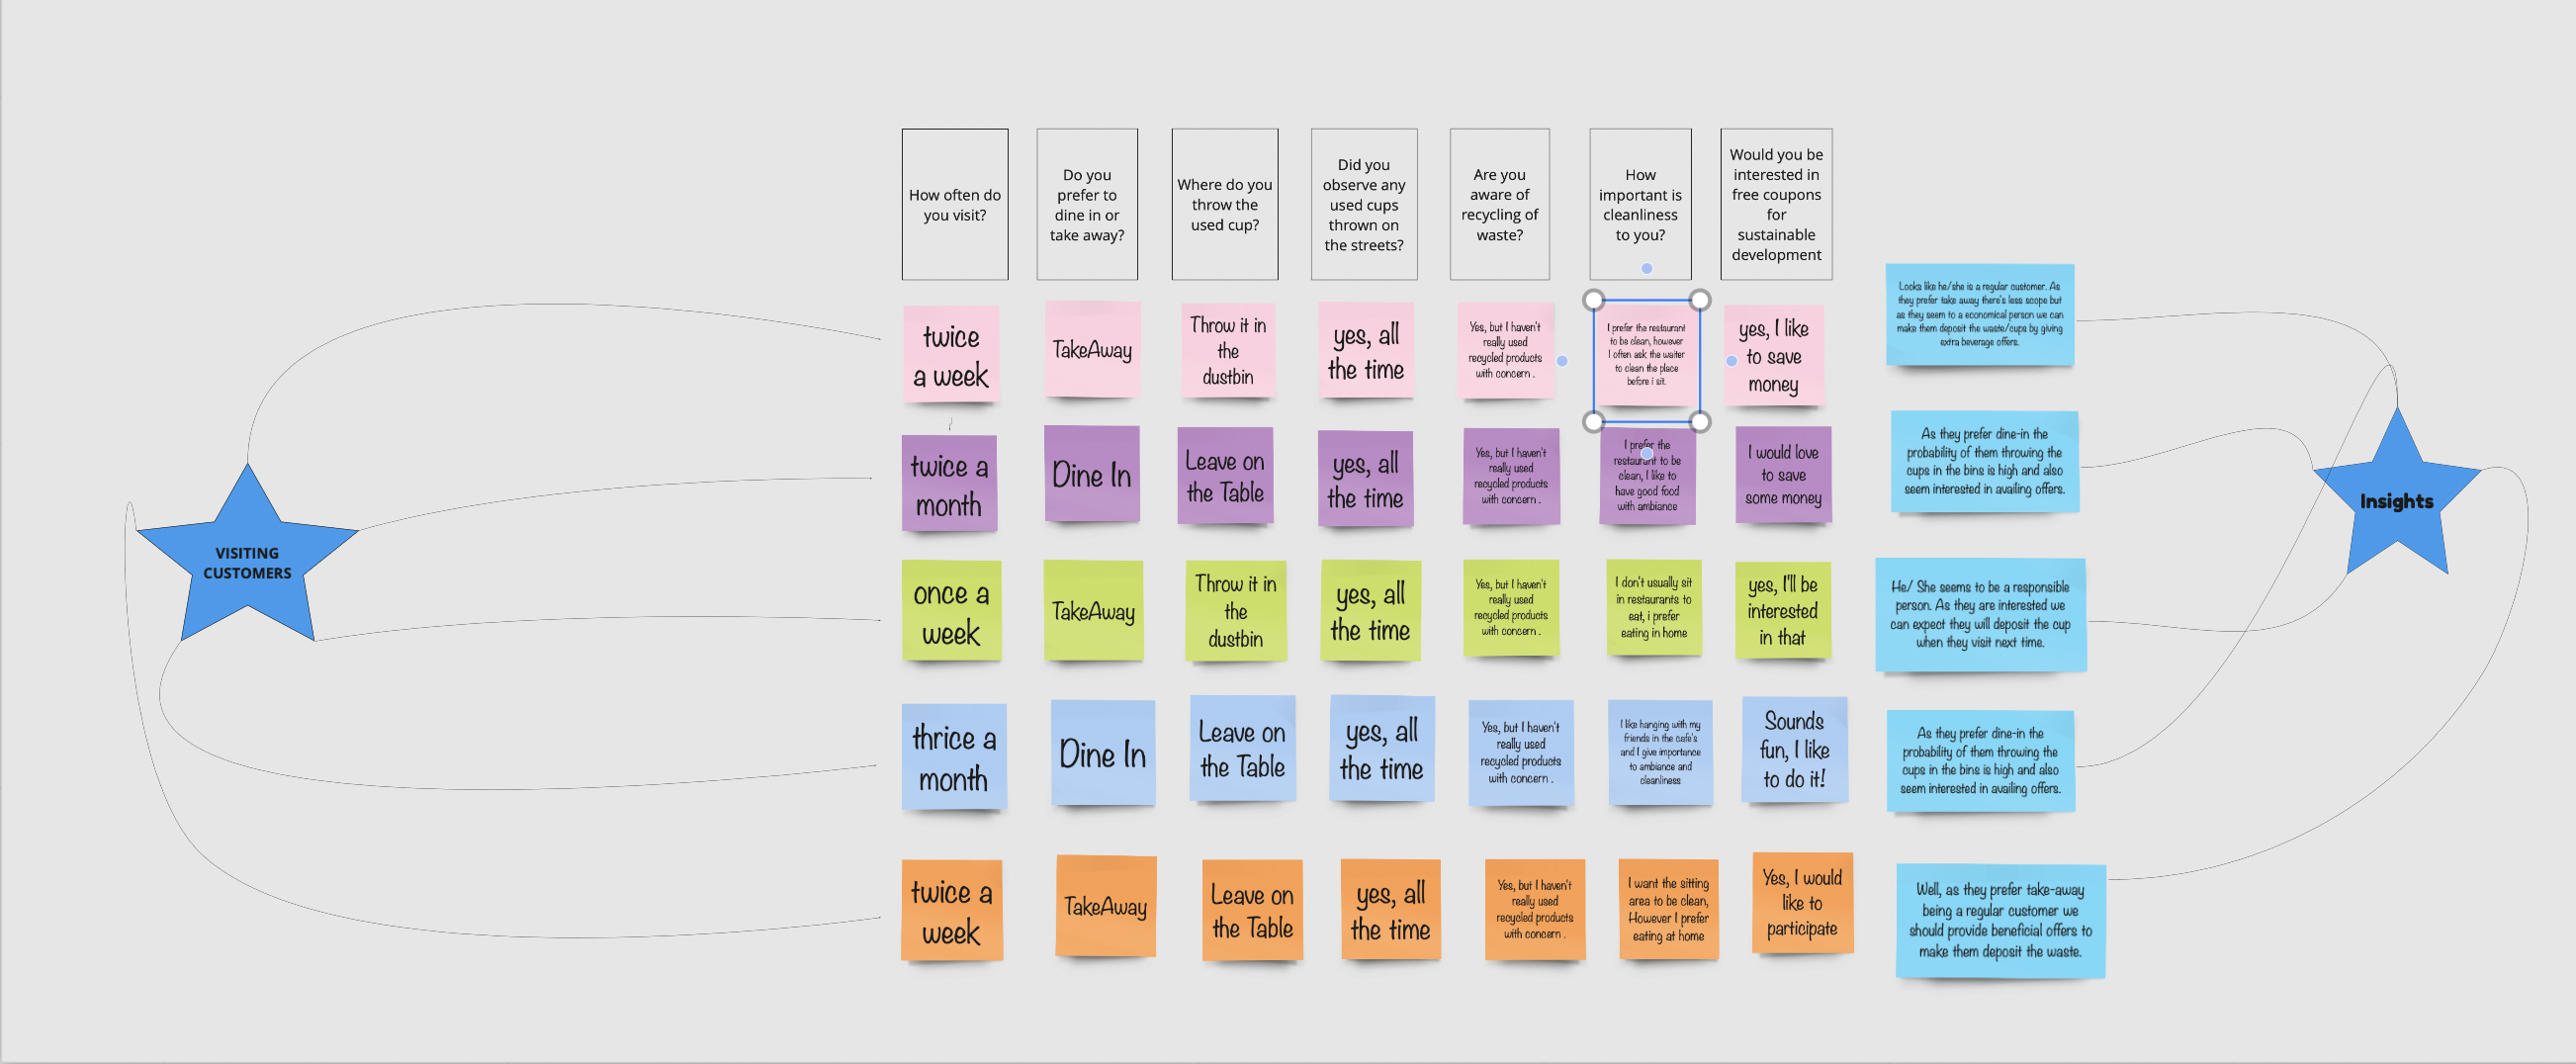 How often do
you visit?
Do you
prefer to
dine in or
take away?
Where do you
throw the
used cup?
Did you
observe any
used cups
thrown on
the streets?
Are you
aware of
recycling of
waste?
How
important is
cleanliness
to you?
Would you be
interested in
free coupons
for
sustainable
development
VISITING
CUSTOMERS
twice
a week
TakeAway
Throw it in
the
dustbin
yes, all
the time
Yes, but I haven't
really used
recycled products
with concern .
I prefer the restaurant
to be clean, however
I often ask the waiter
to clean the place
before i sit.
yes, I like
to save
money
Looks like he/she is a regular customer. As
they prefer take away there's less scope but
as they seem to a economical person we can
make them deposit the waste/cups by giving
extra beverage offers.
twice a
month
Dine In
Leave on
the Table
yes, all
the time
Yes, but I haven't
really used
recycled products
with concern .
I prefer the
restaurant to be
clean, I like to
have good food
with ambiance
I would love
to save
some money
As they prefer dine-in the
probability of them throwing the
cups in the bins is high and also
seem interested in availing offers.
once a
week
TakeAway
Throw it in
the
dustbin
yes, all
the time
Yes, but I haven't
really used
recycled products
with concern .
I don't usually sit
in restaurants to
eat, i prefer
eating in home
yes, I'll be
interested
in that
He/ She seems to be a responsible
person. As they are interested we
can expect they will deposit the cup
when they visit next time.
thrice a
month
Dine In
Leave on
the Table
yes, all
the time
Yes, but I haven't
really used
recycled products
with concern .
I like hanging with my
friends in the cafe's
and I give importance
to ambiance and
cleanliness
Sounds
fun, I like
to do it!
As they prefer dine-in the
probability of them throwing the
cups in the bins is high and also
seem interested in availing offers.
twice a
week
TakeAway
Leave on
the Table
yes, all
the time
Yes, but I haven't
really used
recycled products
with concern .
I want the sitting
area to be clean,
However I prefer
eating at home
Yes, I would
like to
participate
Well, as they prefer take-away
being a regular customer we
should provide beneficial offers to
make them deposit the waste.
Insights